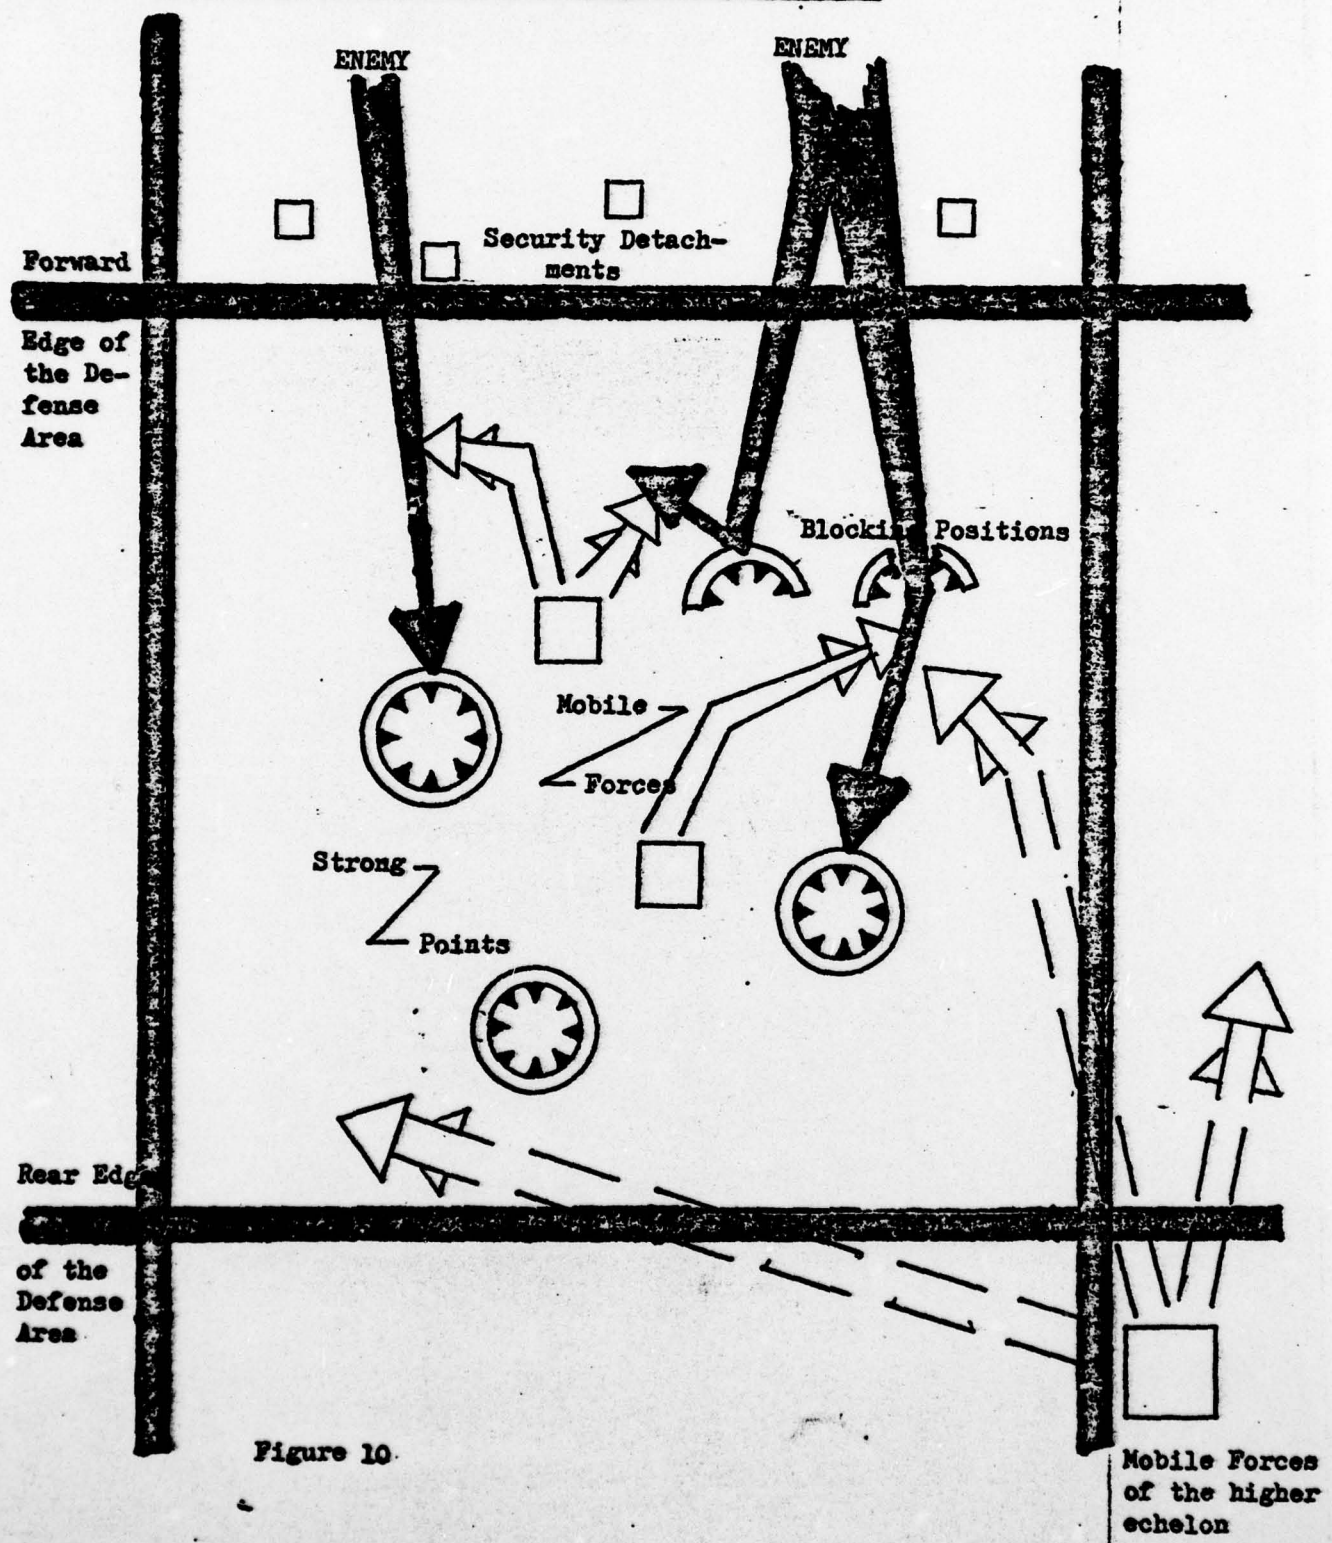 ENEMY
ENEMY
Security Detach-
ments
Forward
Edge of
the De-
fense
Area
Blocking Positions
Mobile
Forces
Strong
Points
Rear Edge
of the
Defense
Area
Figure 10
Mobile Forces
of the higher
echelon